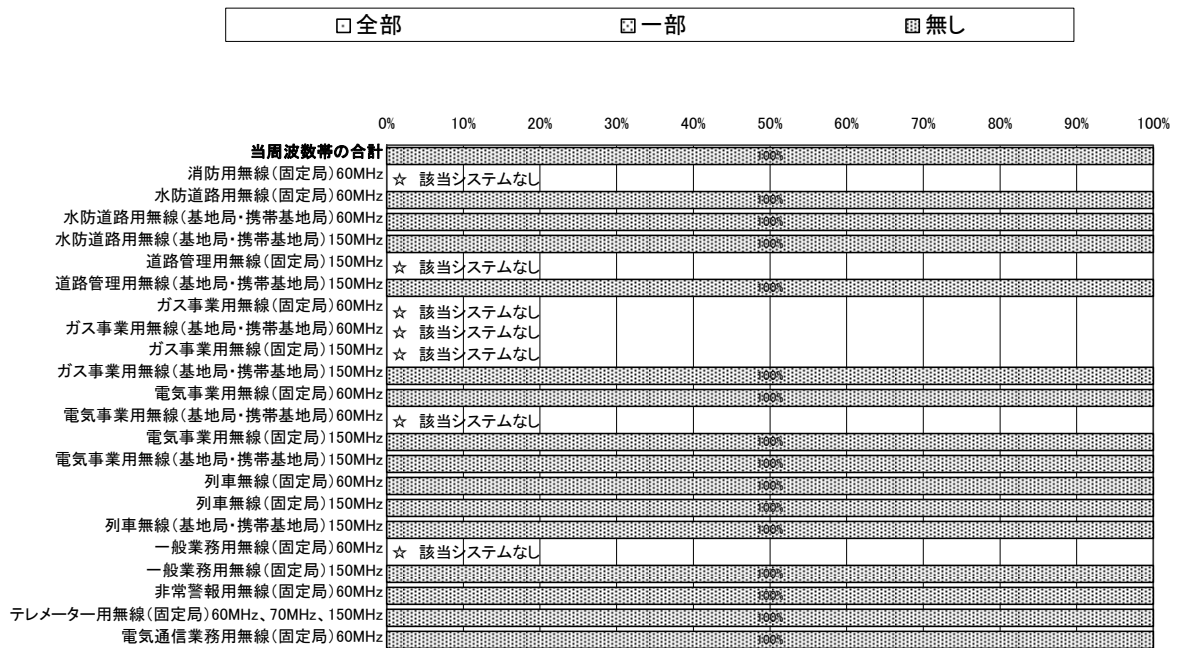 全部 一部 無し
0% 10% 20% 30% 40% 50% 60% 70% 80% 90% 100%
当周波数帯の合計 100%
消防用無線(固定局)60MHz ☆ 該当システムなし
水防道路用無線(固定局)60MHz 100%
水防道路用無線(基地局・携帯基地局)60MHz 100%
水防道路用無線(基地局・携帯基地局)150MHz 100%
道路管理用無線(固定局)150MHz ☆ 該当システムなし
道路管理用無線(基地局・携帯基地局)150MHz 100%
ガス事業用無線(固定局)60MHz ☆ 該当システムなし
ガス事業用無線(基地局・携帯基地局)60MHz ☆ 該当システムなし
ガス事業用無線(固定局)150MHz ☆ 該当システムなし
ガス事業用無線(基地局・携帯基地局)150MHz 100%
電気事業用無線(固定局)60MHz 100%
電気事業用無線(基地局・携帯基地局)60MHz ☆ 該当システムなし
電気事業用無線(固定局)150MHz 100%
電気事業用無線(基地局・携帯基地局)150MHz 100%
列車無線(固定局)60MHz 100%
列車無線(固定局)150MHz 100%
列車無線(基地局・携帯基地局)150MHz 100%
一般業務用無線(固定局)60MHz ☆ 該当システムなし
一般業務用無線(固定局)150MHz 100%
非常警報用無線(固定局)60MHz 100%
テレメーター用無線(固定局)60MHz、70MHz、150MHz 100%
電気通信業務用無線(固定局)60MHz 100%